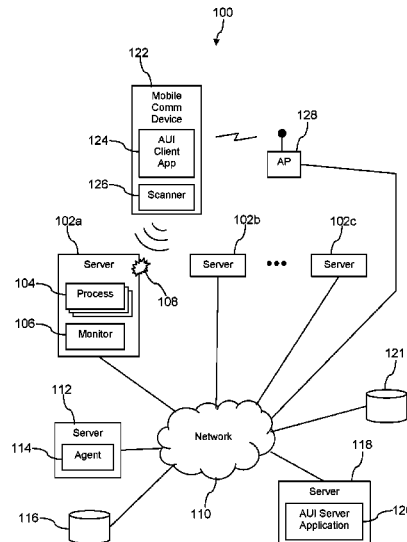 100
122
Mobile
Comm
Device
124
AUI
Client
App
126
Scanner
128
AP
102a
Server
104
Process
106
Monitor
108
102b
Server
102c
Server
121
112
Server
114
Agent
Network
110
116
118
Server
AUI Server
Application
120